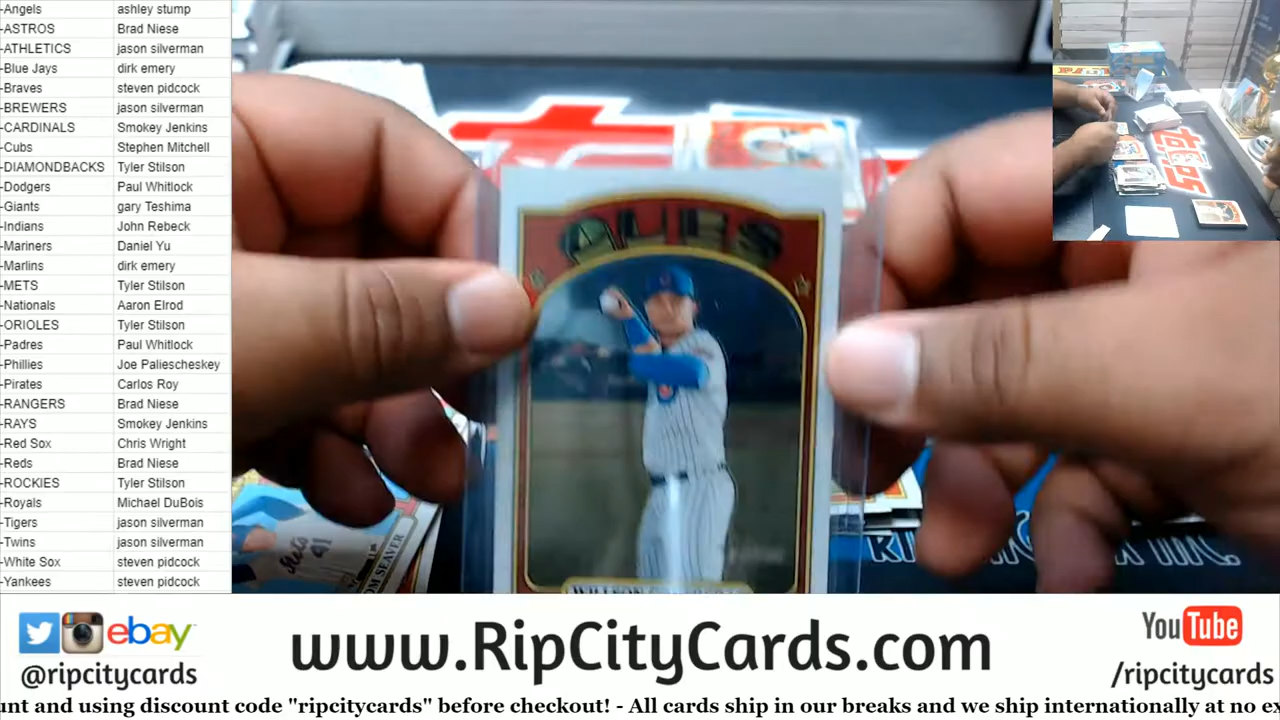 -Angels ashley stump
-ASTROS Brad Niese
-ATHLETICS jason silverman
-Blue Jays dirk emery
-Braves steven pidcock
-BREWERS jason silverman
-CARDINALS Smokey Jenkins
-Cubs Stephen Mitchell
-DIAMONDBACKS Tyler Stilson
-Dodgers Paul Whitlock
-Giants gary Teshima
-Indians John Rebeck
-Mariners Daniel Yu
-Marlins dirk emery
-METS Tyler Stilson
-Nationals Aaron Elrod
-ORIOLES Tyler Stilson
-Padres Paul Whitlock
-Phillies Joe Paliescheskey
-Pirates Carlos Roy
-RANGERS Brad Niese
-RAYS Smokey Jenkins
-Red Sox Chris Wright
-Reds Brad Niese
-ROCKIES Tyler Stilson
-Royals Michael DuBois
-Tigers jason silverman
-Twins jason silverman
-White Sox steven pidcock
-Yankees steven pidcock
topps
Mets 41
TOM SEAVER
ebay
@ripcitycards
www.RipCityCards.com
YouTube
/ripcitycards
unt and using discount code "ripcitycards" before checkout! - All cards ship in our breaks and we ship internationally at no ex